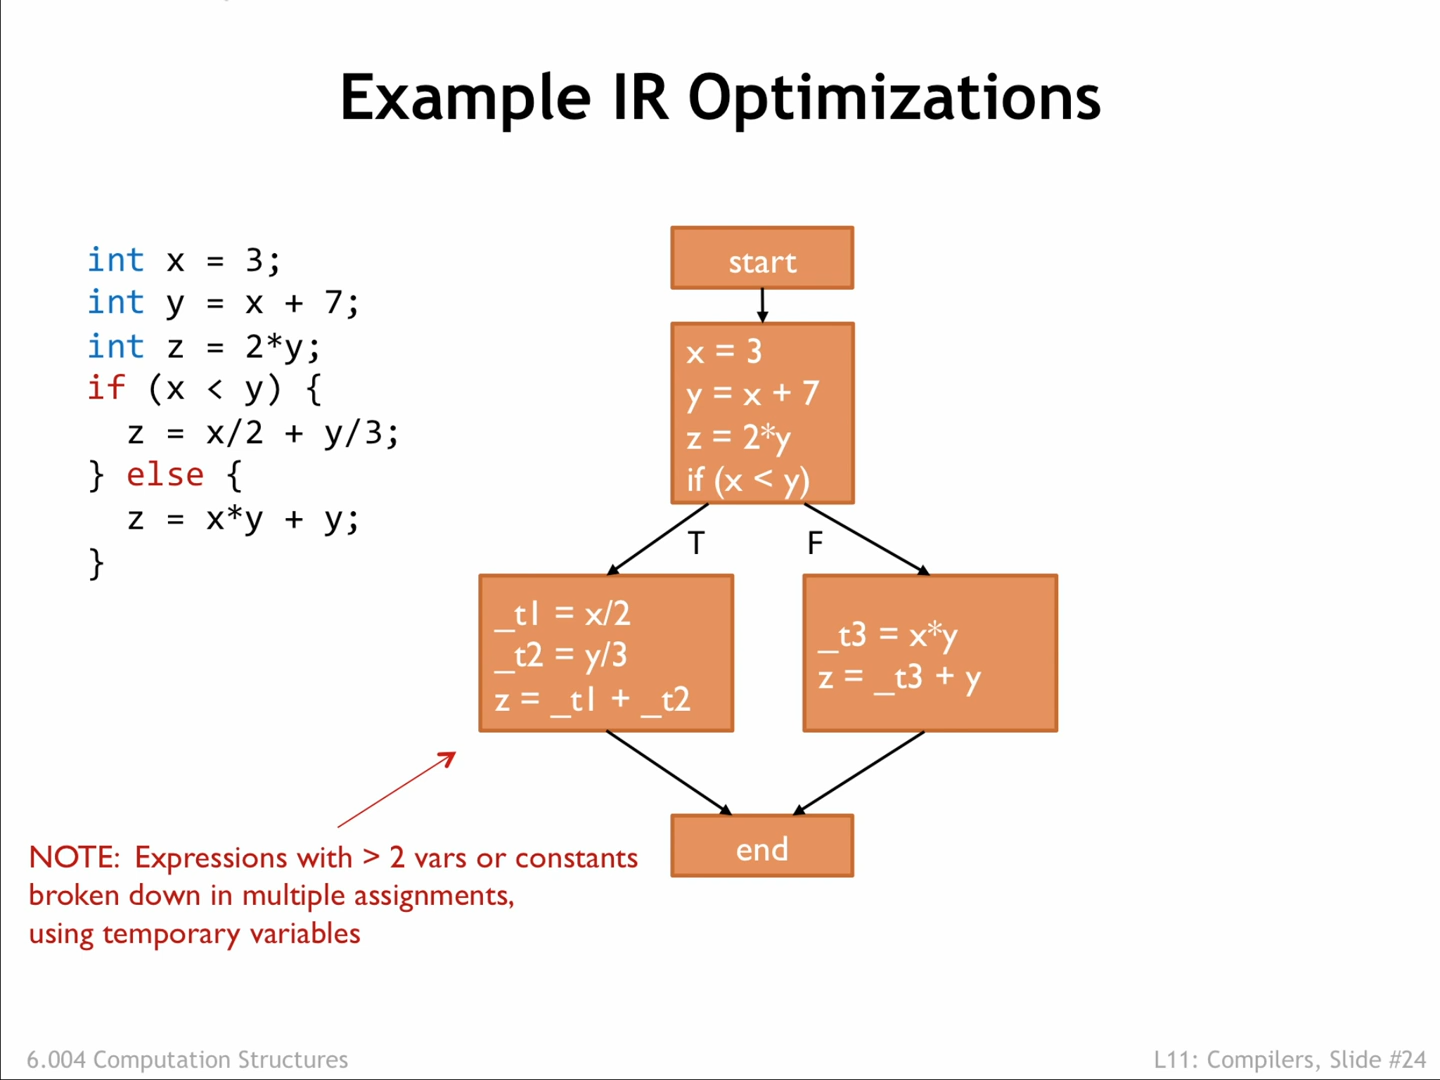 Example IR Optimizations
int x = 3;
int y = x + 7;
int z = 2*y;
if (x < y) {
  z = x/2 + y/3;
} else {
  z = x*y + y;
}
start
x = 3
y = x + 7
z = 2*y
if (x < y)
T
F
_t1 = x/2
_t2 = y/3
z = _t1 + _t2
_t3 = x*y
z = _t3 + y
end
NOTE: Expressions with > 2 vars or constants
broken down in multiple assignments,
using temporary variables
6.004 Computation Structures
L11: Compilers, Slide #24